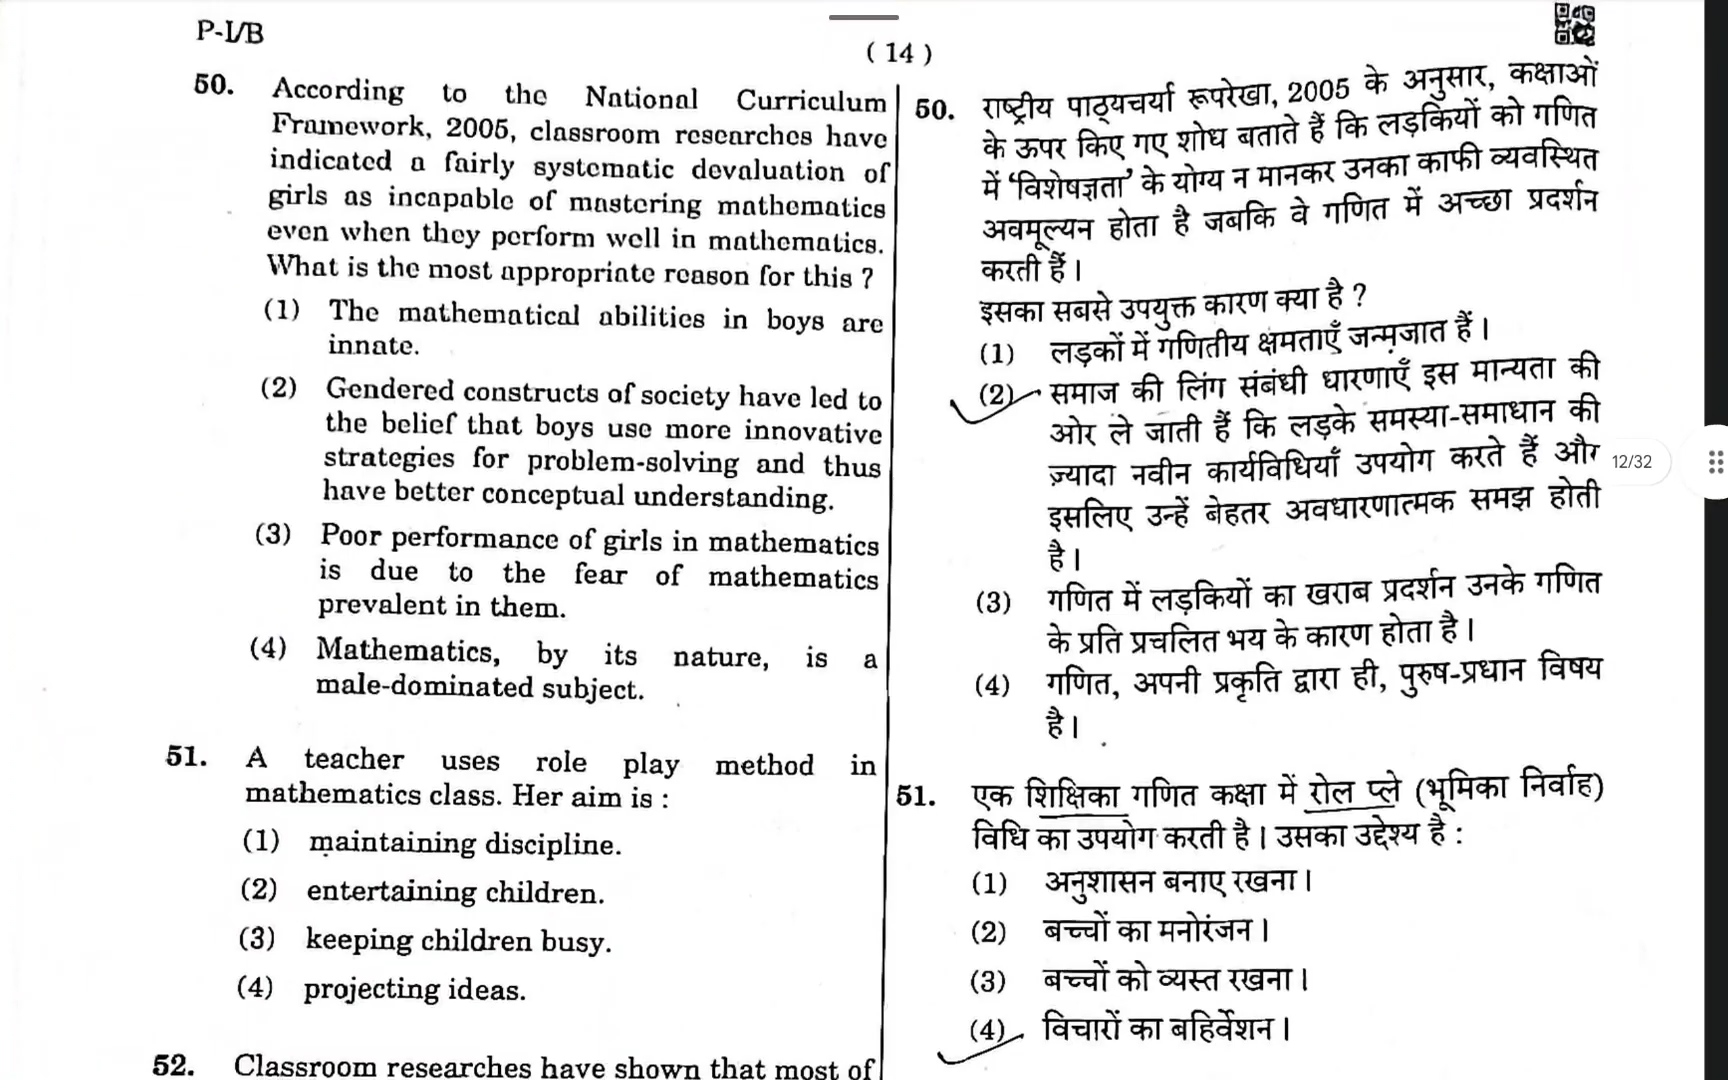 P-I/B
( 14 )
50. According to the National Curriculum
Framework, 2005, classroom researches have
indicated a fairly systematic devaluation of
girls as incapable of mastering mathematics
even when they perform well in mathematics.
What is the most appropriate reason for this ?
(1) The mathematical abilities in boys are
innate.
(2) Gendered constructs of society have led to
the belief that boys use more innovative
strategies for problem-solving and thus
have better conceptual understanding.
(3) Poor performance of girls in mathematics
is due to the fear of mathematics
prevalent in them.
(4) Mathematics, by its nature, is a
male-dominated subject.
51. A teacher uses role play method in
mathematics class. Her aim is :
(1) maintaining discipline.
(2) entertaining children.
(3) keeping children busy.
(4) projecting ideas.
52. Classroom researches have shown that most of
50. राष्ट्रीय पाठ्यचर्या रूपरेखा, 2005 के अनुसार, कक्षाओं
के ऊपर किए गए शोध बताते हैं कि लड़कियों को गणित
में ‘विशेषज्ञता’ के योग्य न मानकर उनका काफी व्यवस्थित
अवमूल्यन होता है जबकि वे गणित में अच्छा प्रदर्शन
करती हैं ।
इसका सबसे उपयुक्त कारण क्या है ?
(1) लड़कों में गणितीय क्षमताएँ जन्मजात हैं ।
(2) समाज की लिंग संबंधी धारणाएँ इस मान्यता की
ओर ले जाती हैं कि लड़के समस्या-समाधान की
ज़्यादा नवीन कार्यविधियाँ उपयोग करते हैं और
इसलिए उन्हें बेहतर अवधारणात्मक समझ होती
है ।
(3) गणित में लड़कियों का खराब प्रदर्शन उनके गणित
के प्रति प्रचलित भय के कारण होता है ।
(4) गणित, अपनी प्रकृति द्वारा ही, पुरुष-प्रधान विषय
है ।
51. एक शिक्षिका गणित कक्षा में रोल प्ले (भूमिका निर्वाह)
विधि का उपयोग करती है । उसका उद्देश्य है :
(1) अनुशासन बनाए रखना ।
(2) बच्चों का मनोरंजन ।
(3) बच्चों को व्यस्त रखना ।
(4) विचारों का बहिर्वेशन ।
12/32